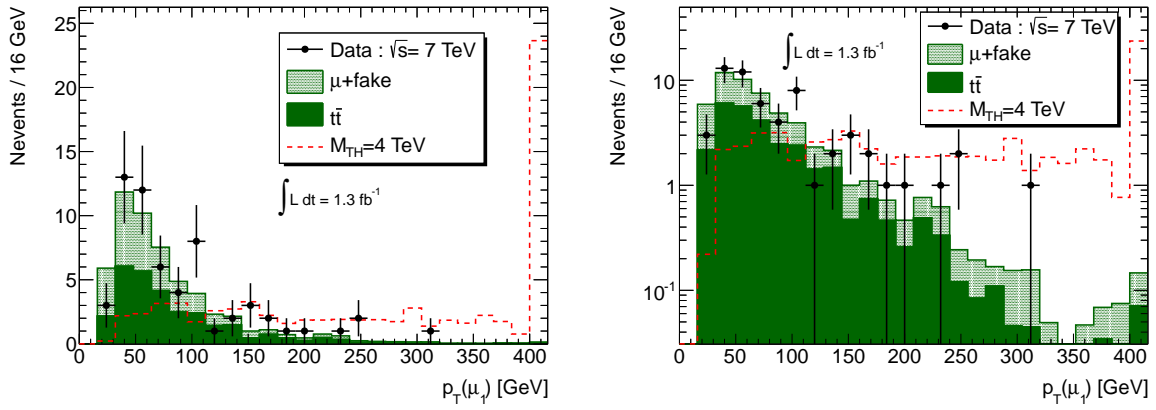 Nevents / 16 GeV
25
20
15
10
5
0
Data : √s= 7 TeV
μ+fake
tt̄
M_TH=4 TeV
∫ L dt = 1.3 fb⁻¹
0 50 100 150 200 250 300 350 400
p_T(μ_1) [GeV]
Nevents / 16 GeV
10
1
10⁻¹
∫ L dt = 1.3 fb⁻¹
Data : √s= 7 TeV
μ+fake
tt̄
M_TH=4 TeV
0 50 100 150 200 250 300 350 400
p_T(μ_1) [GeV]